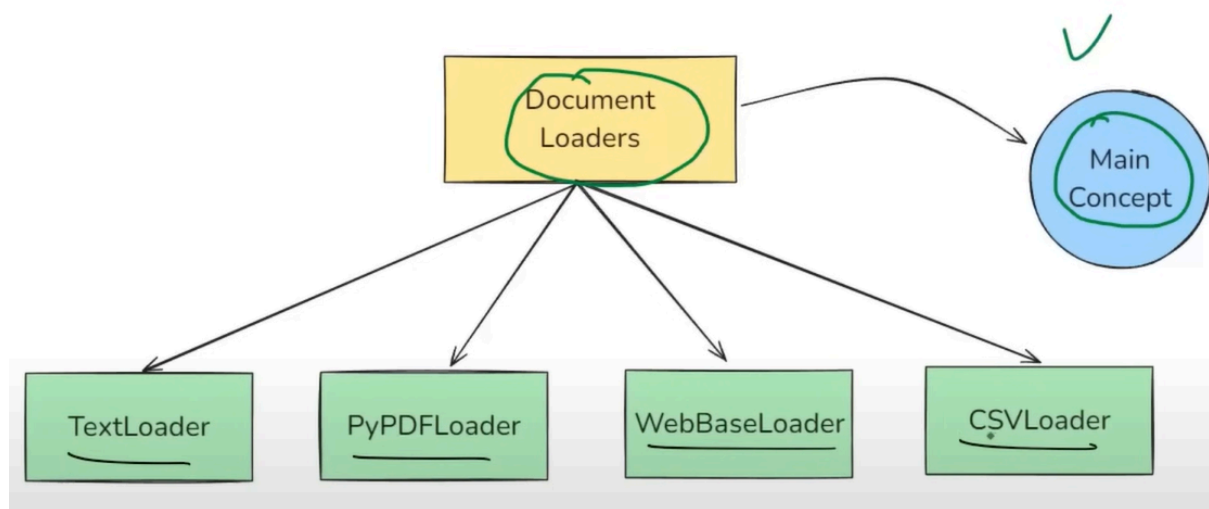 Document
Loaders
Main
Concept
TextLoader
PyPDFLoader
WebBaseLoader
CSVLoader